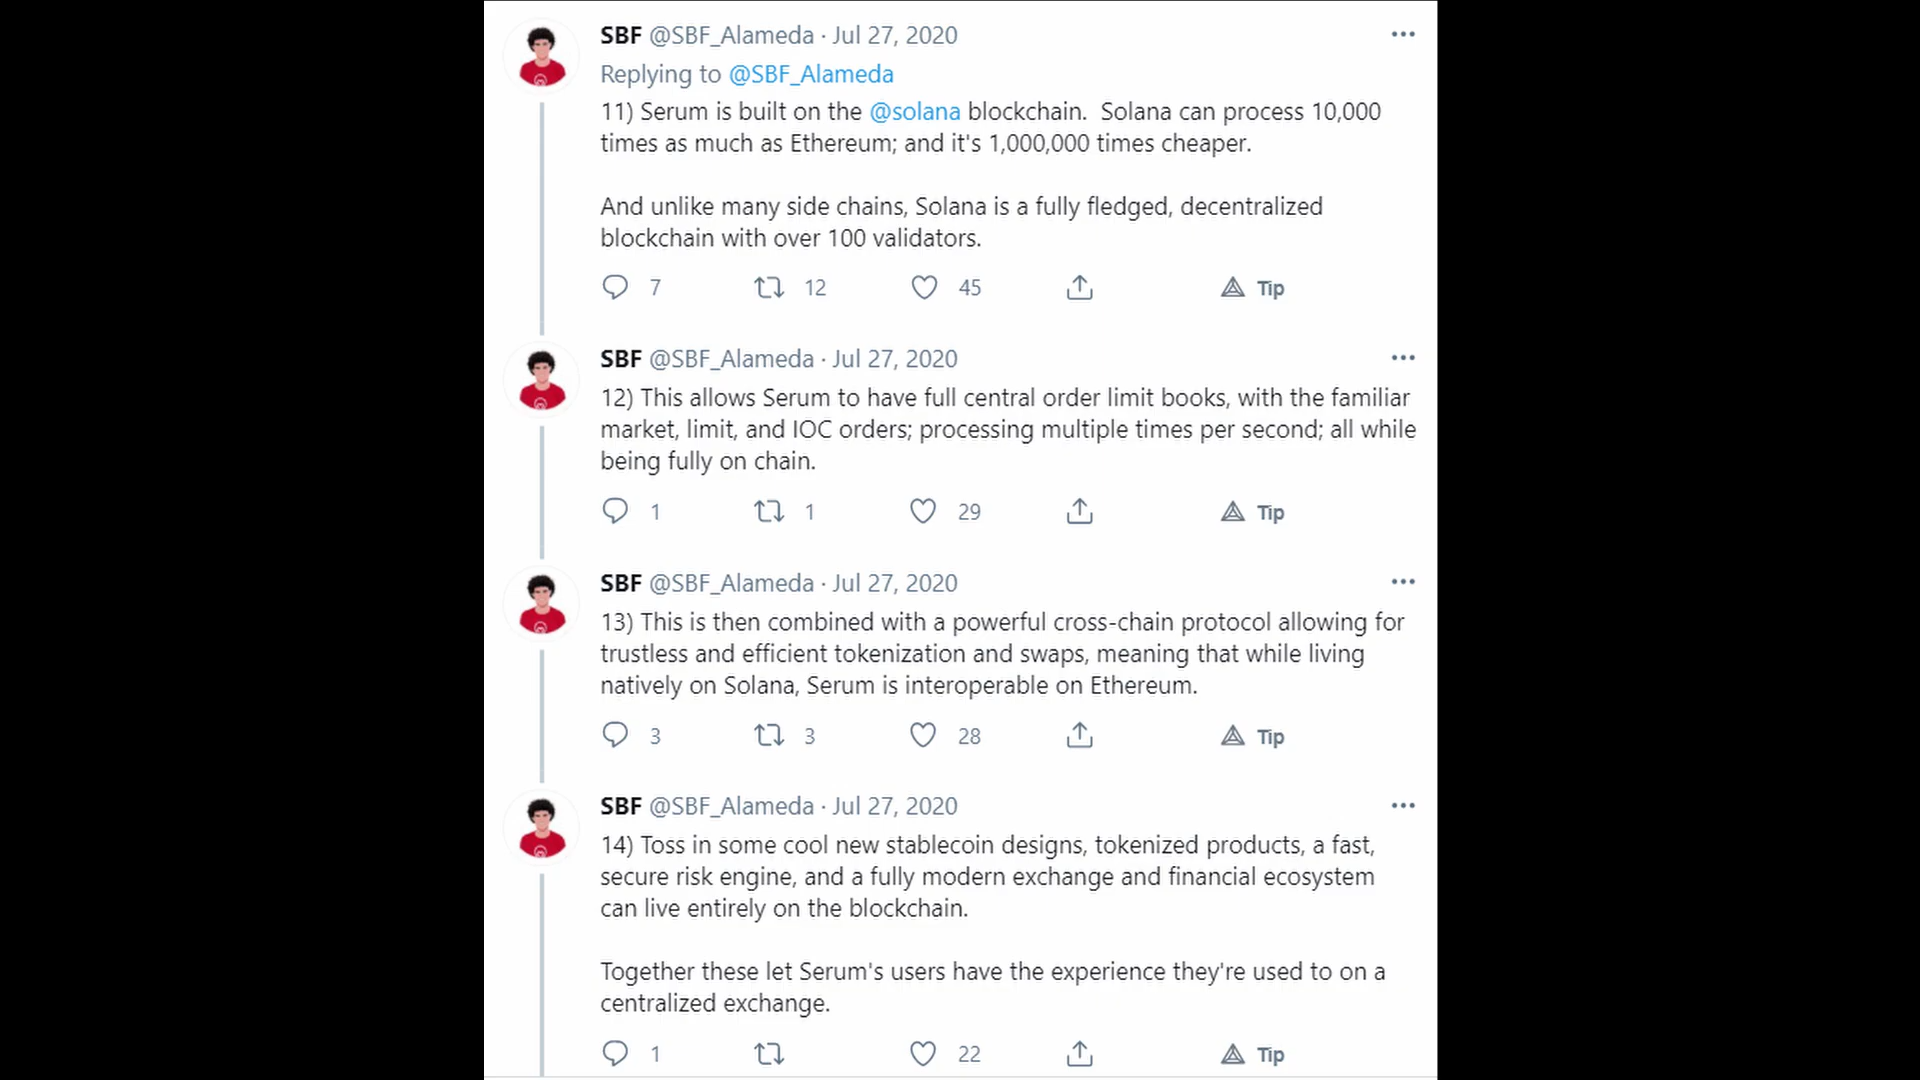 SBF @SBF_Alameda · Jul 27, 2020
Replying to @SBF_Alameda
11) Serum is built on the @solana blockchain.  Solana can process 10,000
times as much as Ethereum; and it's 1,000,000 times cheaper.
And unlike many side chains, Solana is a fully fledged, decentralized
blockchain with over 100 validators.
7 12 45 Tip
SBF @SBF_Alameda · Jul 27, 2020
12) This allows Serum to have full central order limit books, with the familiar
market, limit, and IOC orders; processing multiple times per second; all while
being fully on chain.
1 1 29 Tip
SBF @SBF_Alameda · Jul 27, 2020
13) This is then combined with a powerful cross-chain protocol allowing for
trustless and efficient tokenization and swaps, meaning that while living
natively on Solana, Serum is interoperable on Ethereum.
3 3 28 Tip
SBF @SBF_Alameda · Jul 27, 2020
14) Toss in some cool new stablecoin designs, tokenized products, a fast,
secure risk engine, and a fully modern exchange and financial ecosystem
can live entirely on the blockchain.
Together these let Serum's users have the experience they're used to on a
centralized exchange.
1 22 Tip